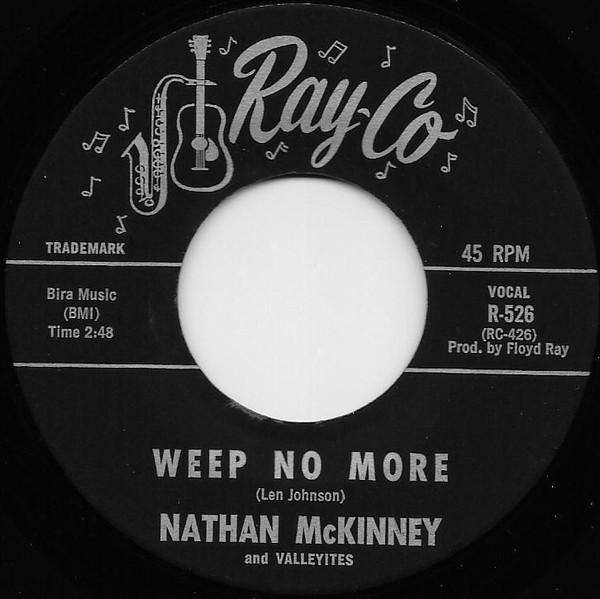 Ray-Co
TRADEMARK
45 RPM
Bira Music
(BMI)
Time 2:48
VOCAL
R-526
(RC-426)
Prod. by Floyd Ray
WEEP NO MORE
(Len Johnson)
NATHAN McKINNEY
and VALLEYITES